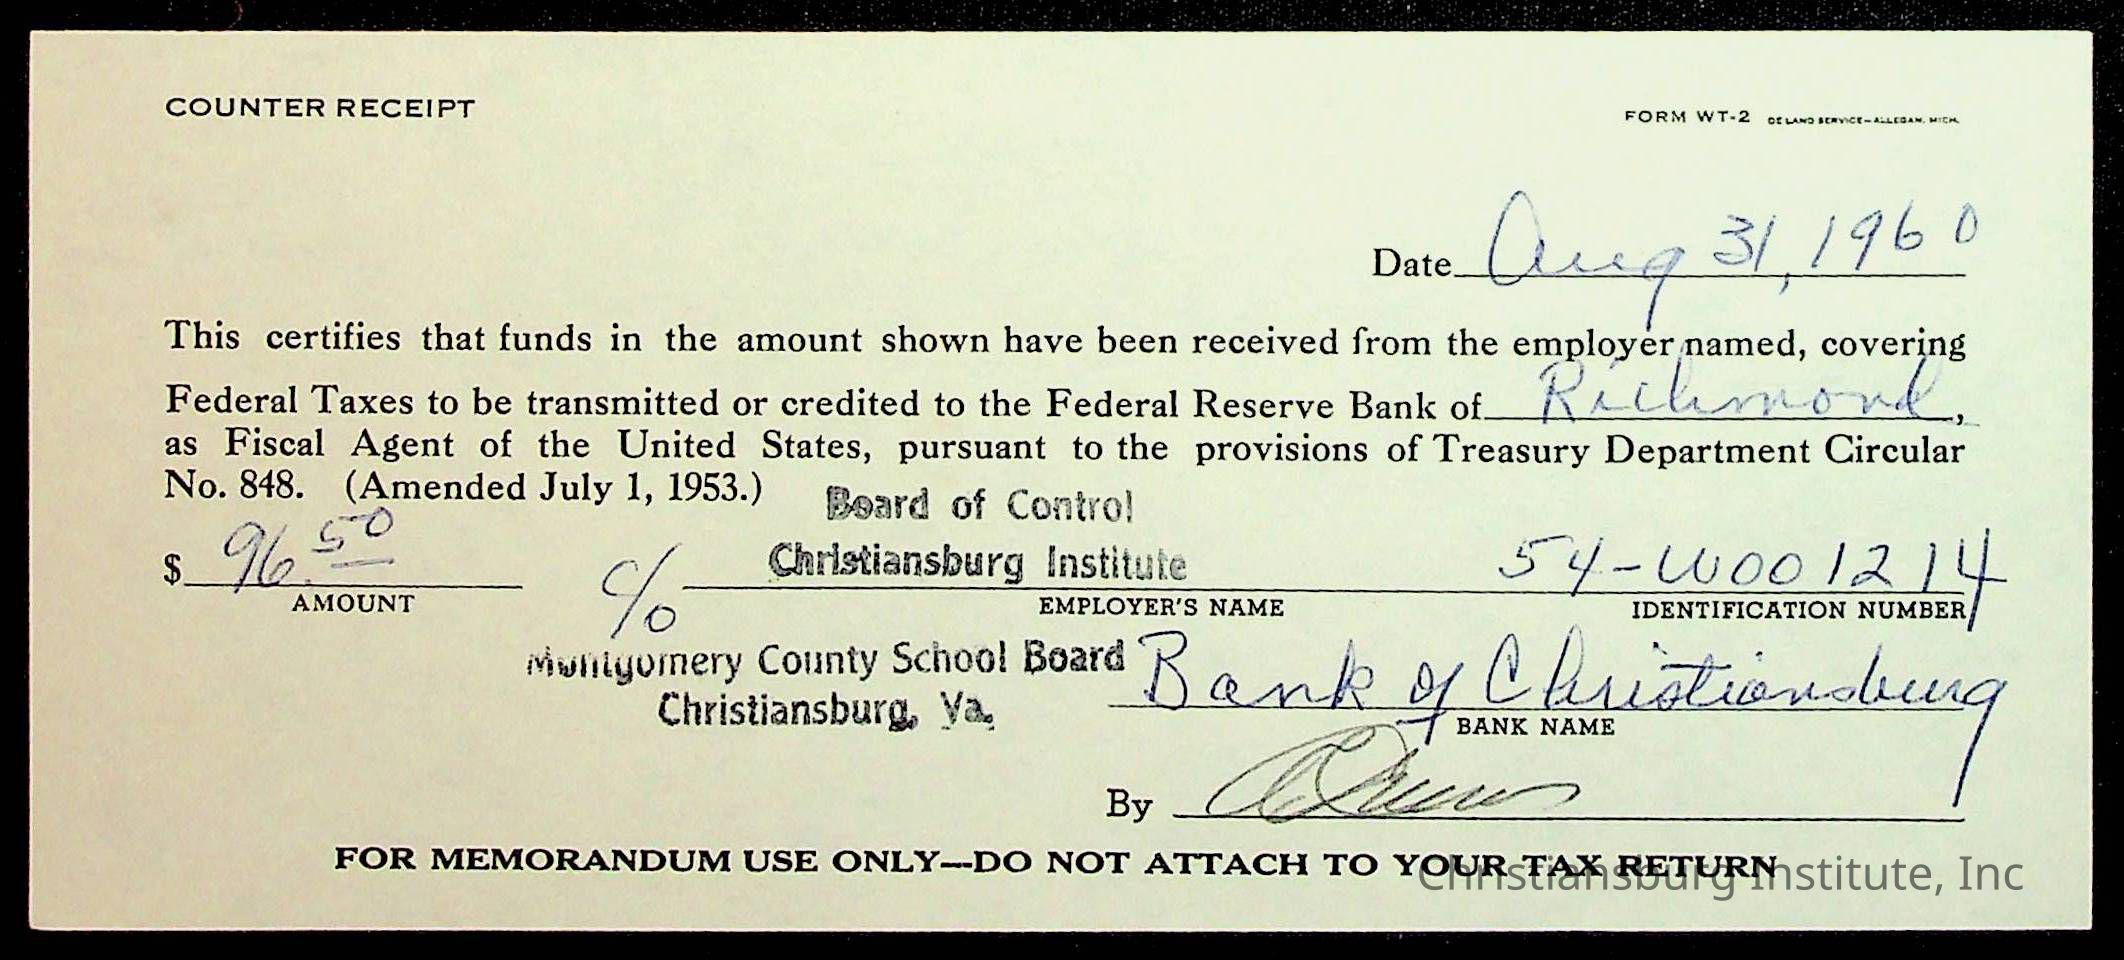 COUNTER RECEIPT
FORM WT-2 DE LAND SERVICE-ALLEGAN, MICH.
Date Aug 31, 1960
This certifies that funds in the amount shown have been received from the employer named, covering
Federal Taxes to be transmitted or credited to the Federal Reserve Bank of Richmond,
as Fiscal Agent of the United States, pursuant to the provisions of Treasury Department Circular
No. 848. (Amended July 1, 1953.)
Board of Control
$ 96.50 c/o Christiansburg Institute 54-W001214
AMOUNT EMPLOYER'S NAME IDENTIFICATION NUMBER
Montgomery County School Board Bank of Christiansburg
Christiansburg, Va.
BANK NAME
By
FOR MEMORANDUM USE ONLY—DO NOT ATTACH TO YOUR TAX RETURN
Christiansburg Institute, Inc